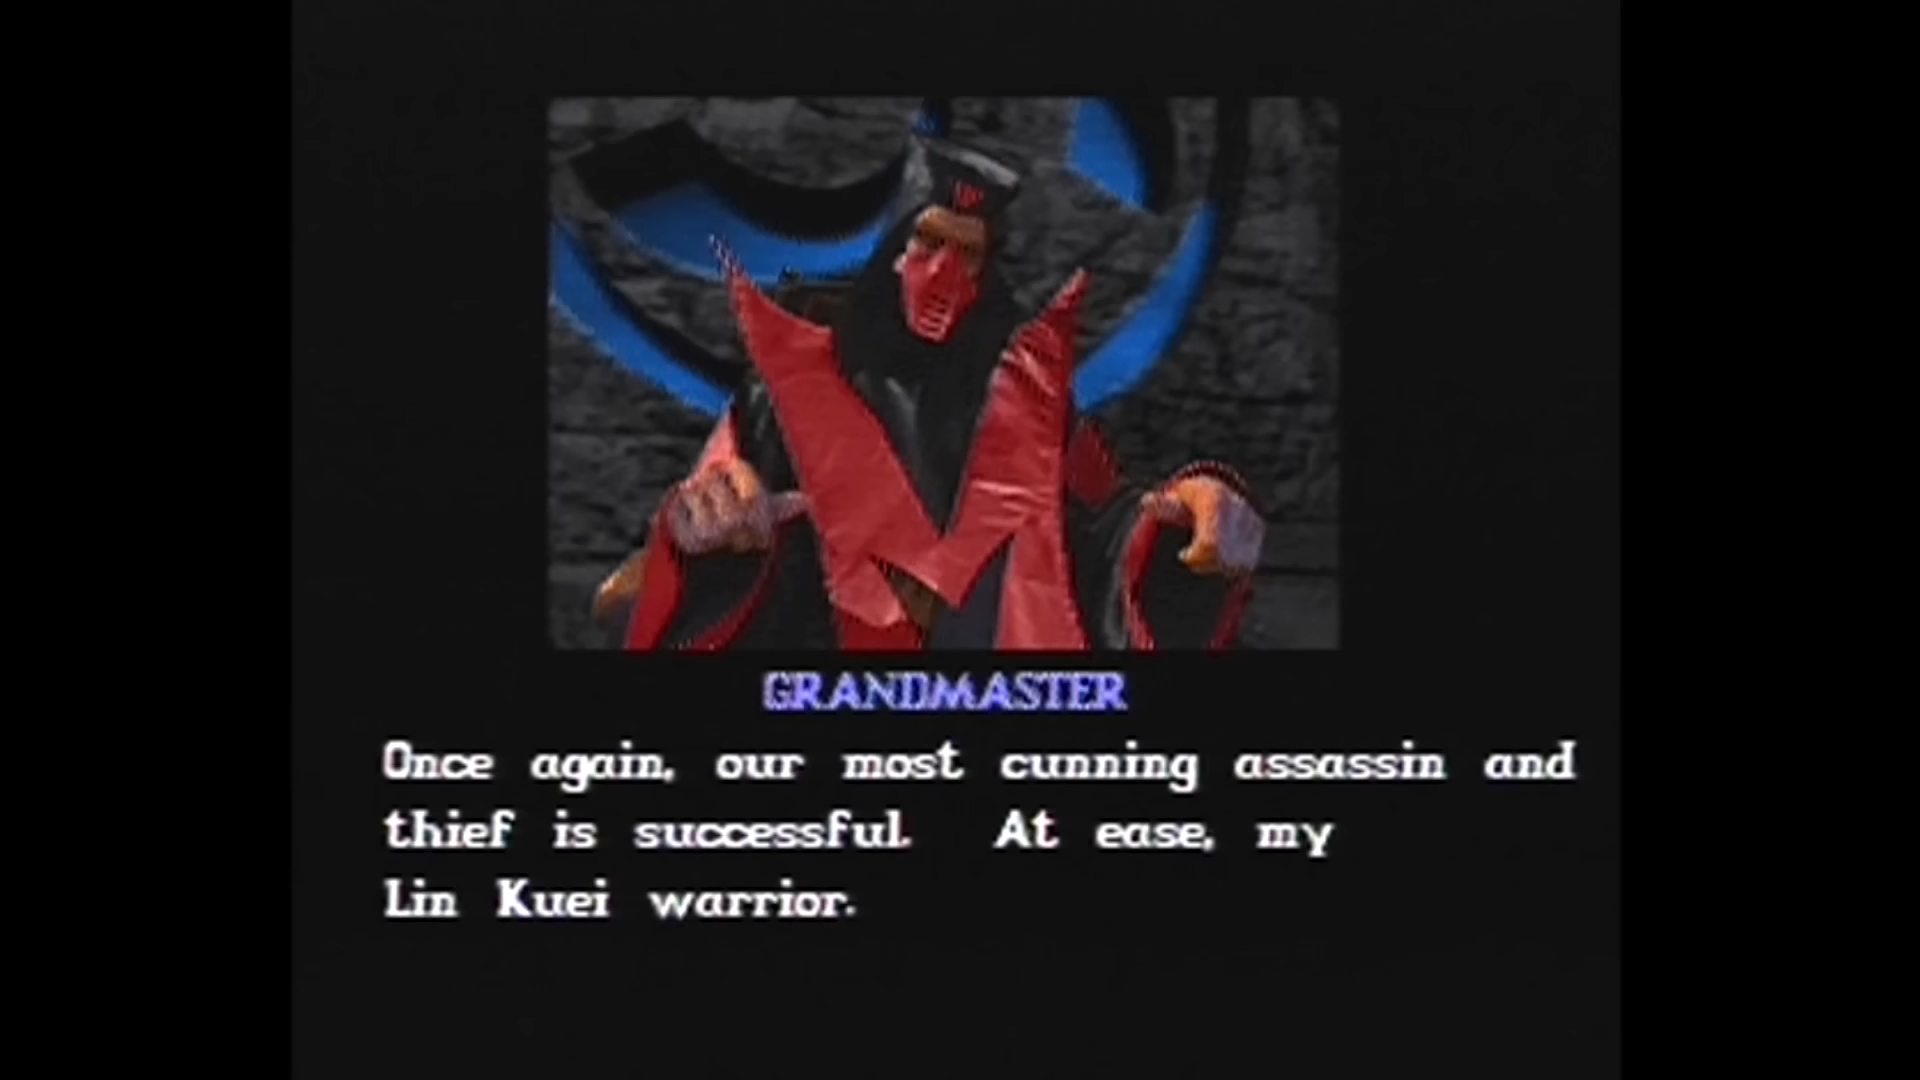 GRANDMASTER
Once again, our most cunning assassin and
thief is successful. At ease, my
Lin Kuei warrior.